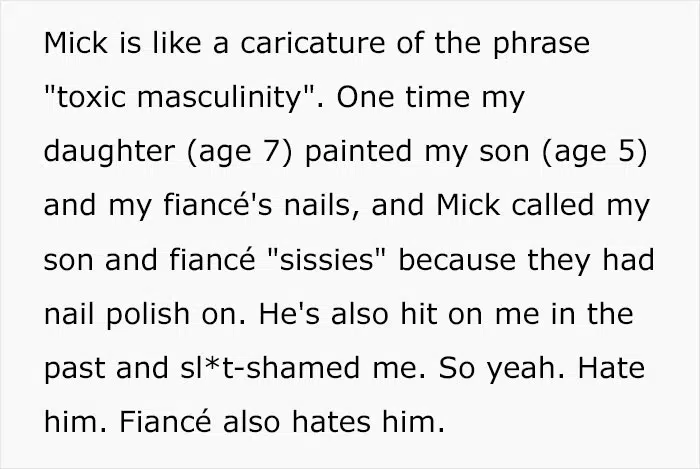 Mick is like a caricature of the phrase
"toxic masculinity". One time my
daughter (age 7) painted my son (age 5)
and my fiancé's nails, and Mick called my
son and fiancé "sissies" because they had
nail polish on. He's also hit on me in the
past and sl*t-shamed me. So yeah. Hate
him. Fiancé also hates him.